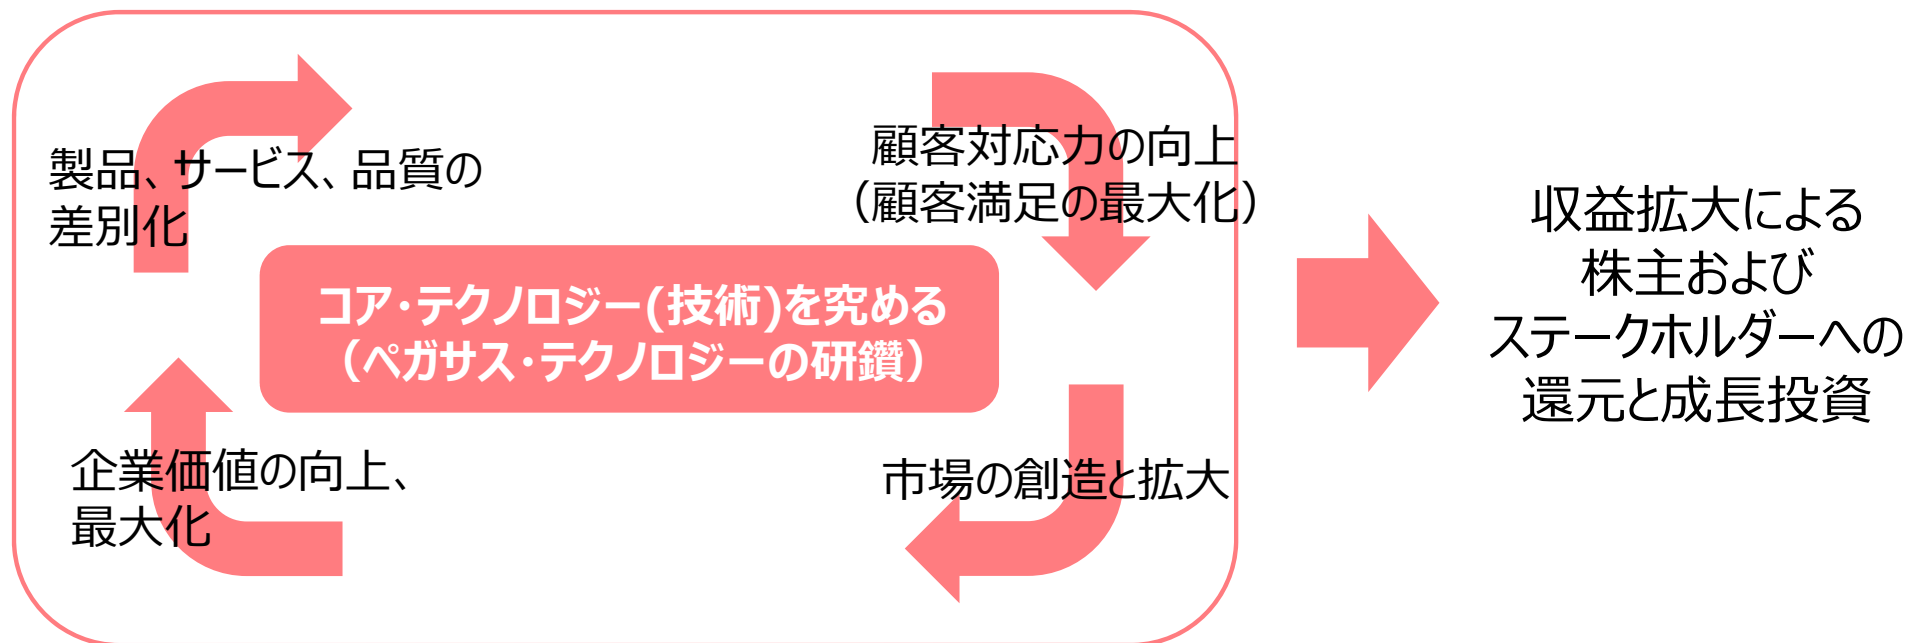 製品、サービス、品質の
差別化
顧客対応力の向上
（顧客満足の最大化）
コア・テクノロジー(技術)を究める
（ペガサス・テクノロジーの研鑽）
企業価値の向上、
最大化
市場の創造と拡大
収益拡大による
株主および
ステークホルダーへの
還元と成長投資